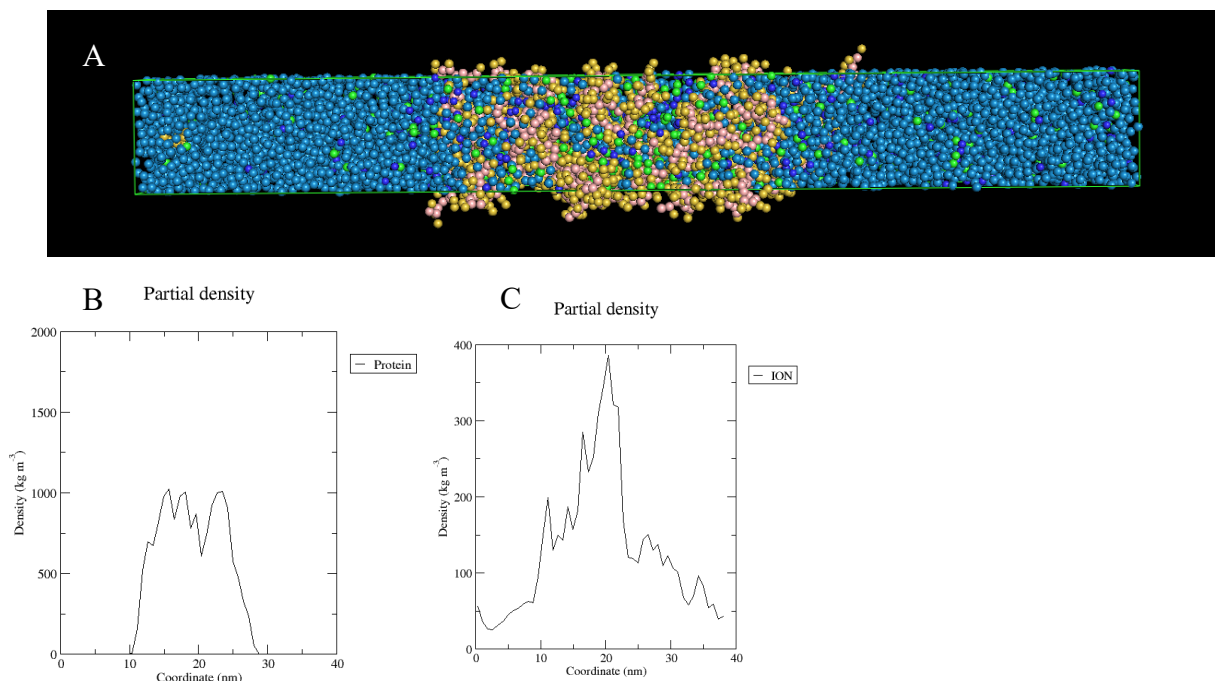 A
B
Partial density
2000
1500
1000
500
0
0
10
20
30
40
Density (kg m⁻³)
Coordinate (nm)
Protein
C
Partial density
400
300
200
100
0
0
10
20
30
40
Density (kg m⁻³)
Coordinate (nm)
ION